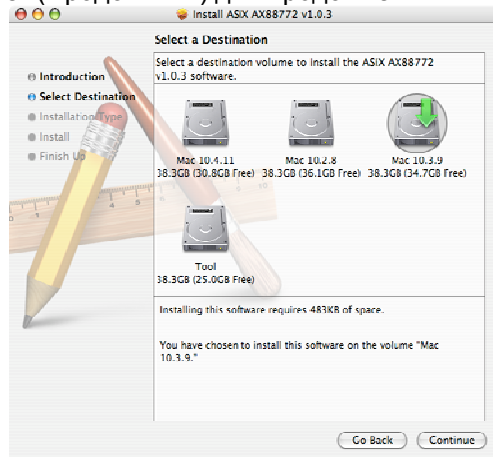 Install ASIX AX88772 v1.0.3
Select a Destination
Introduction
Select Destination
Installation Type
Install
Finish Up
Select a destination volume to install the ASIX AX88772
v1.0.3 software.
Mac 10.4.11
38.3GB (30.8GB Free)
Mac 10.2.8
38.3GB (36.1GB Free)
Mac 10.3.9
38.3GB (34.7GB Free)
Tool
38.3GB (25.0GB Free)
Installing this software requires 483KB of space.
You have chosen to install this software on the volume "Mac
10.3.9."
Go Back
Continue